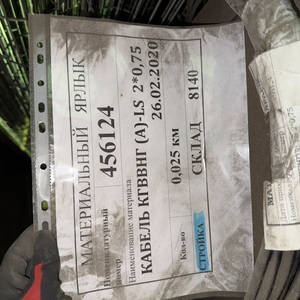 МАТЕРИАЛЬНЫЙ ЯРЛЫК
Номенклатурный номер
456124
Наименование материала
КАБЕЛЬ КГВВНГ (А)-LS 2*0,75
26.02.2020
Кол-во
0,025 км
СТРОЙКА
СКЛАД 8140